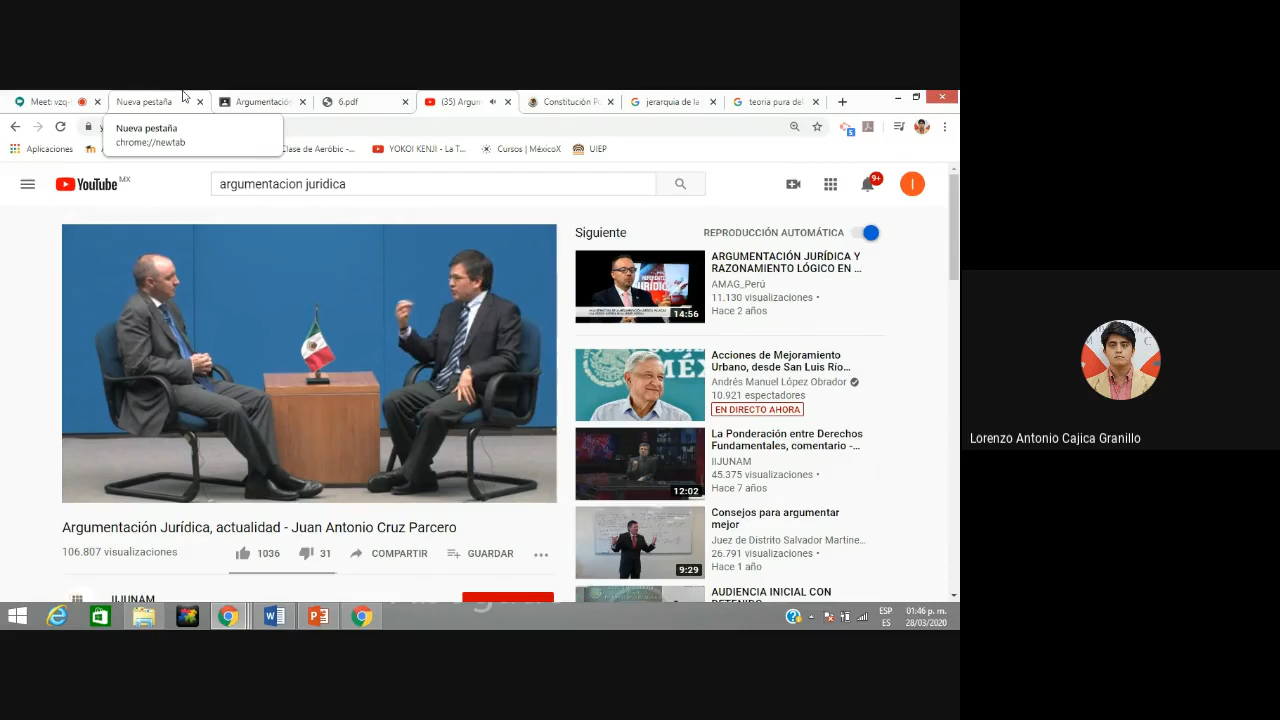 Meet: vzq-
Nueva pestaña
Argumentación
6.pdf
(35) Argum
Constitución Po
jerarquia de la
teoria pura del
Nueva pestaña
chrome://newtab
Aplicaciones
Clase de Aeróbic -...
YOKOI KENJI - La T...
Cursos | MéxicoX
UIEP
YouTube MX
argumentacion juridica
9+
I
Siguiente
REPRODUCCIÓN AUTOMÁTICA
ARGUMENTACIÓN JURÍDICA Y
RAZONAMIENTO LÓGICO EN ...
AMAG_Perú
11.130 visualizaciones •
Hace 2 años
14:56
Acciones de Mejoramiento
Urbano, desde San Luis Río...
Andrés Manuel López Obrador
10.921 espectadores
EN DIRECTO AHORA
La Ponderación entre Derechos
Fundamentales, comentario -...
IIJUNAM
45.375 visualizaciones •
Hace 7 años
12:02
Consejos para argumentar
mejor
Juez de Distrito Salvador Martíne...
26.791 visualizaciones •
Hace 1 año
9:29
AUDIENCIA INICIAL CON
Argumentación Jurídica, actualidad - Juan Antonio Cruz Parcero
106.807 visualizaciones
1036
31
COMPARTIR
GUARDAR
IIJUNAM
ESP
ES
01:46 p. m.
28/03/2020
Lorenzo Antonio Cajica Granillo